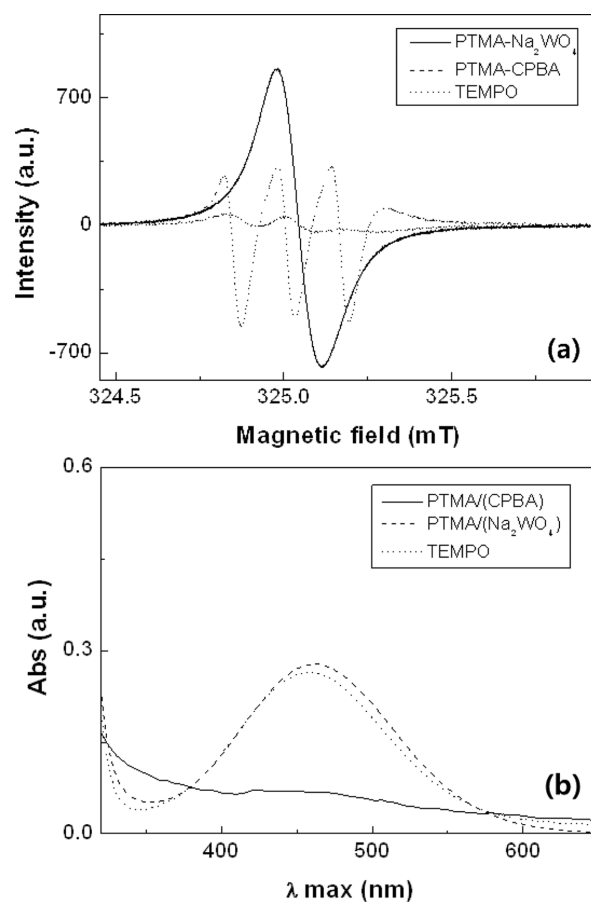 PTMA-Na₂WO₄
PTMA-CPBA
TEMPO
700
0
-700
Intensity (a.u.)
(a)
324.5 325.0 325.5
Magnetic field (mT)
0.6
0.3
0.0
Abs (a.u.)
PTMA/(CPBA)
PTMA/(Na₂WO₄)
TEMPO
(b)
400 500 600
λ max (nm)